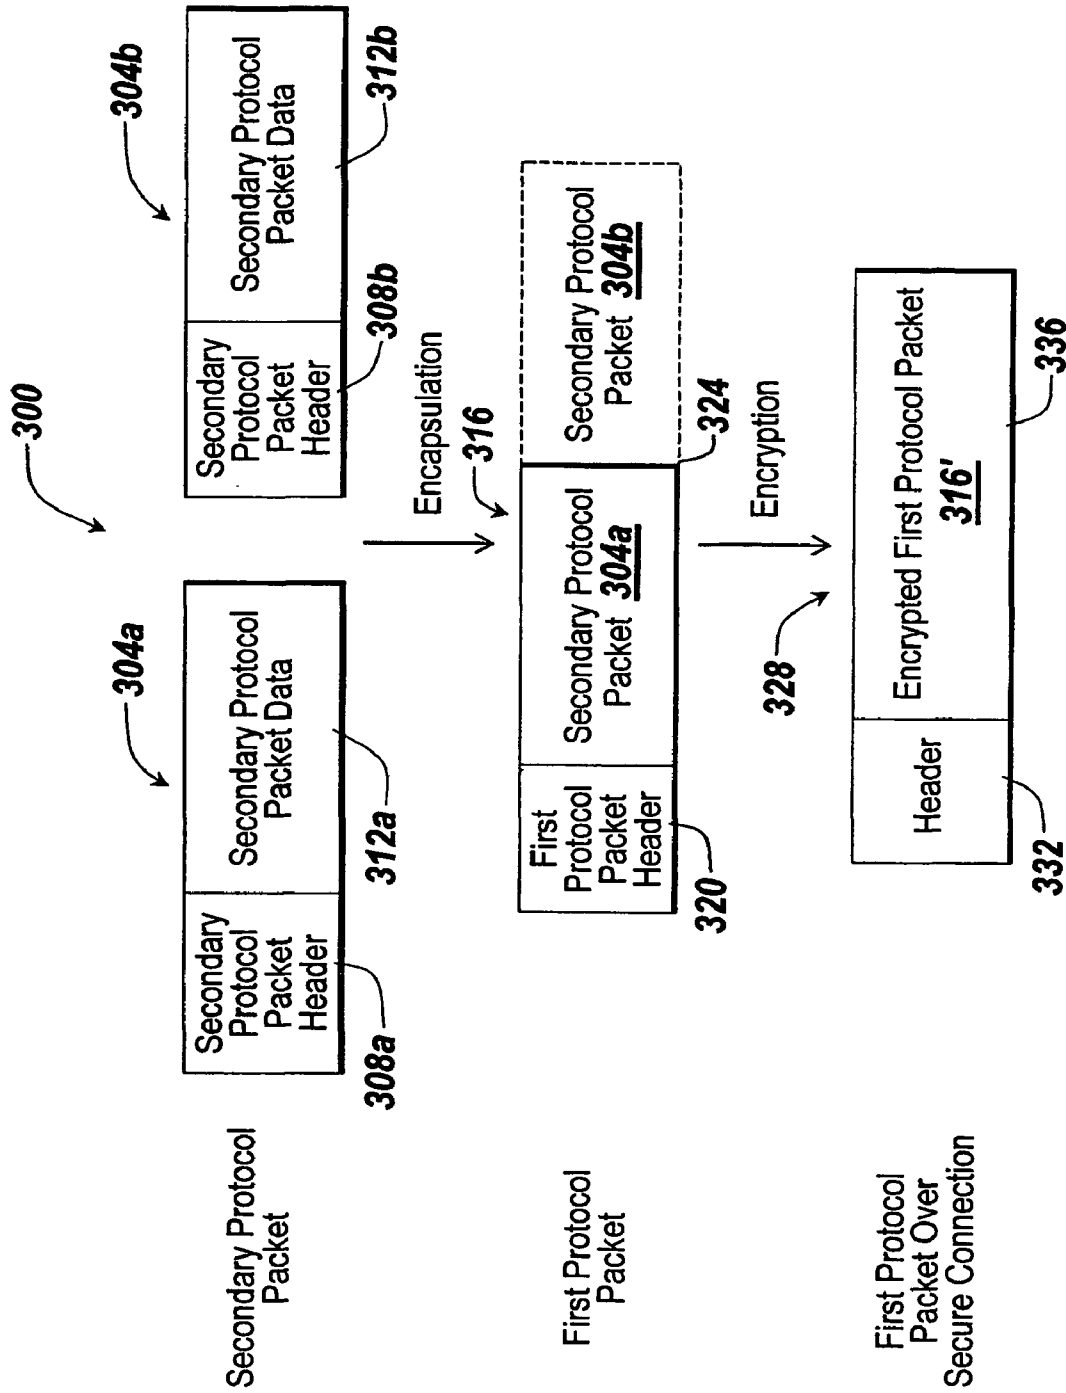 300
304a
304b
Secondary Protocol
Packet
Secondary
Protocol
Packet
Header
Secondary Protocol
Packet Data
Secondary
Protocol
Packet
Header
Secondary Protocol
Packet Data
308a
312a
308b
312b
Encapsulation
316
First Protocol
Packet
First
Protocol
Packet
Header
Secondary Protocol
Packet 304a
Secondary Protocol
Packet 304b
320
324
Encryption
328
First Protocol
Packet Over
Secure Connection
Header
Encrypted First Protocol Packet
316'
332
336